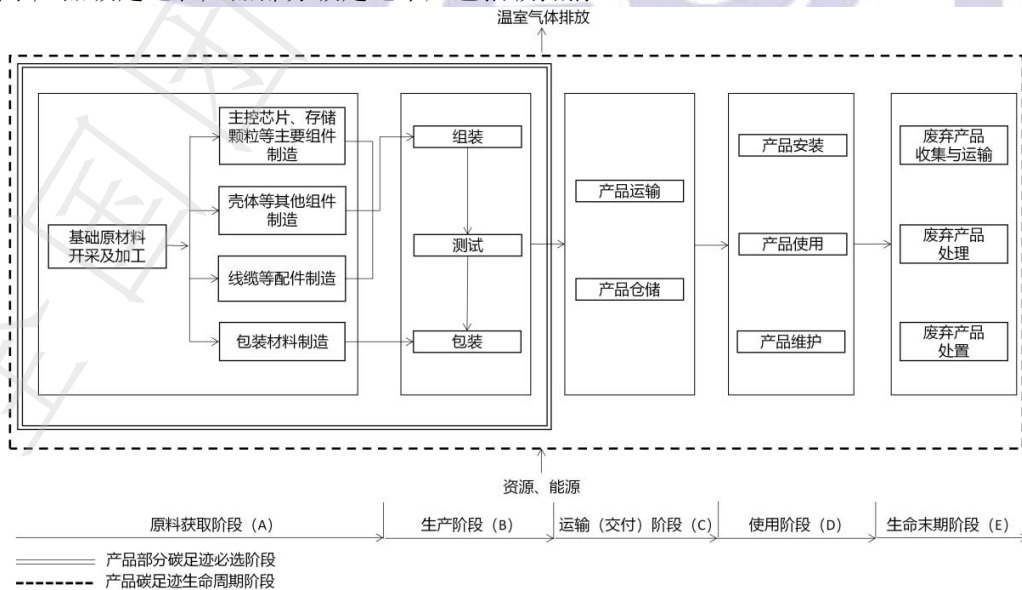 温室气体排放
主控芯片、存储
颗粒等主要组件
制造
壳体等其他组件
制造
基础原材料
开采及加工
线缆等配件制造
包装材料制造
组装
测试
包装
产品运输
产品仓储
产品安装
产品使用
产品维护
废弃产品
收集与运输
废弃产品
处理
废弃产品
处置
资源、能源
原料获取阶段（A）
生产阶段（B）
运输（交付）阶段（C）
使用阶段（D）
生命末期阶段（E）
产品部分碳足迹必选阶段
产品碳足迹生命周期阶段